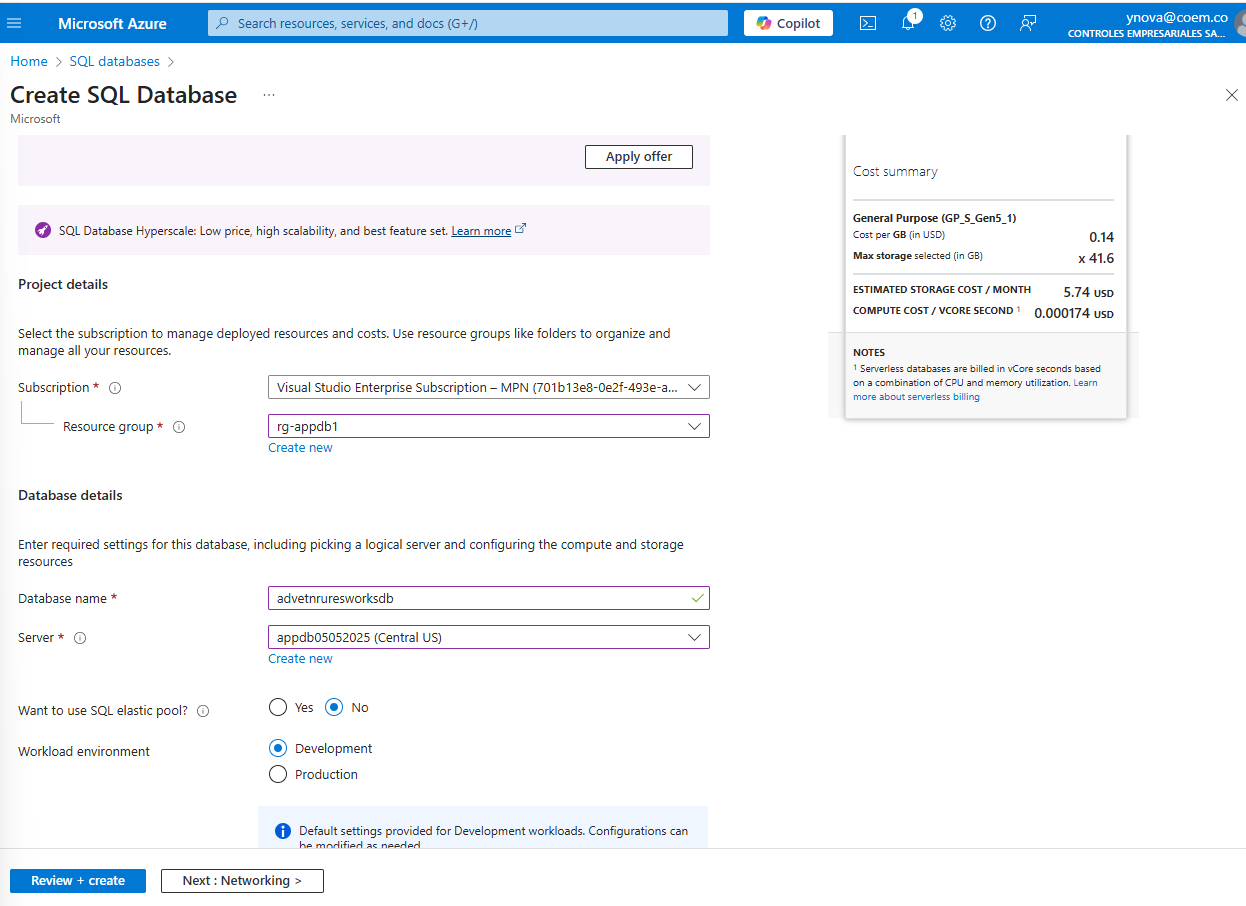 Microsoft Azure
Search resources, services, and docs (G+/)
Copilot
1
ynova@coem.co
CONTROLES EMPRESARIALES SA...
Home > SQL databases >
Create SQL Database ...
Microsoft
Apply offer
SQL Database Hyperscale: Low price, high scalability, and best feature set. Learn more
Project details
Select the subscription to manage deployed resources and costs. Use resource groups like folders to organize and
manage all your resources.
Subscription *
Visual Studio Enterprise Subscription – MPN (701b13e8-0e2f-493e-a...
Resource group *
rg-appdb1
Create new
Database details
Enter required settings for this database, including picking a logical server and configuring the compute and storage
resources
Database name *
advetnruresworksdb
Server *
appdb05052025 (Central US)
Create new
Want to use SQL elastic pool?
Yes
No
Workload environment
Development
Production
Default settings provided for Development workloads. Configurations can
be modified as needed
Review + create
Next : Networking >
Cost summary
General Purpose (GP_S_Gen5_1)
Cost per GB (in USD)
0.14
Max storage selected (in GB)
x 41.6
ESTIMATED STORAGE COST / MONTH
5.74 USD
COMPUTE COST / VCORE SECOND 1
0.000174 USD
NOTES
1 Serverless databases are billed in vCore seconds based
on a combination of CPU and memory utilization. Learn
more about serverless billing